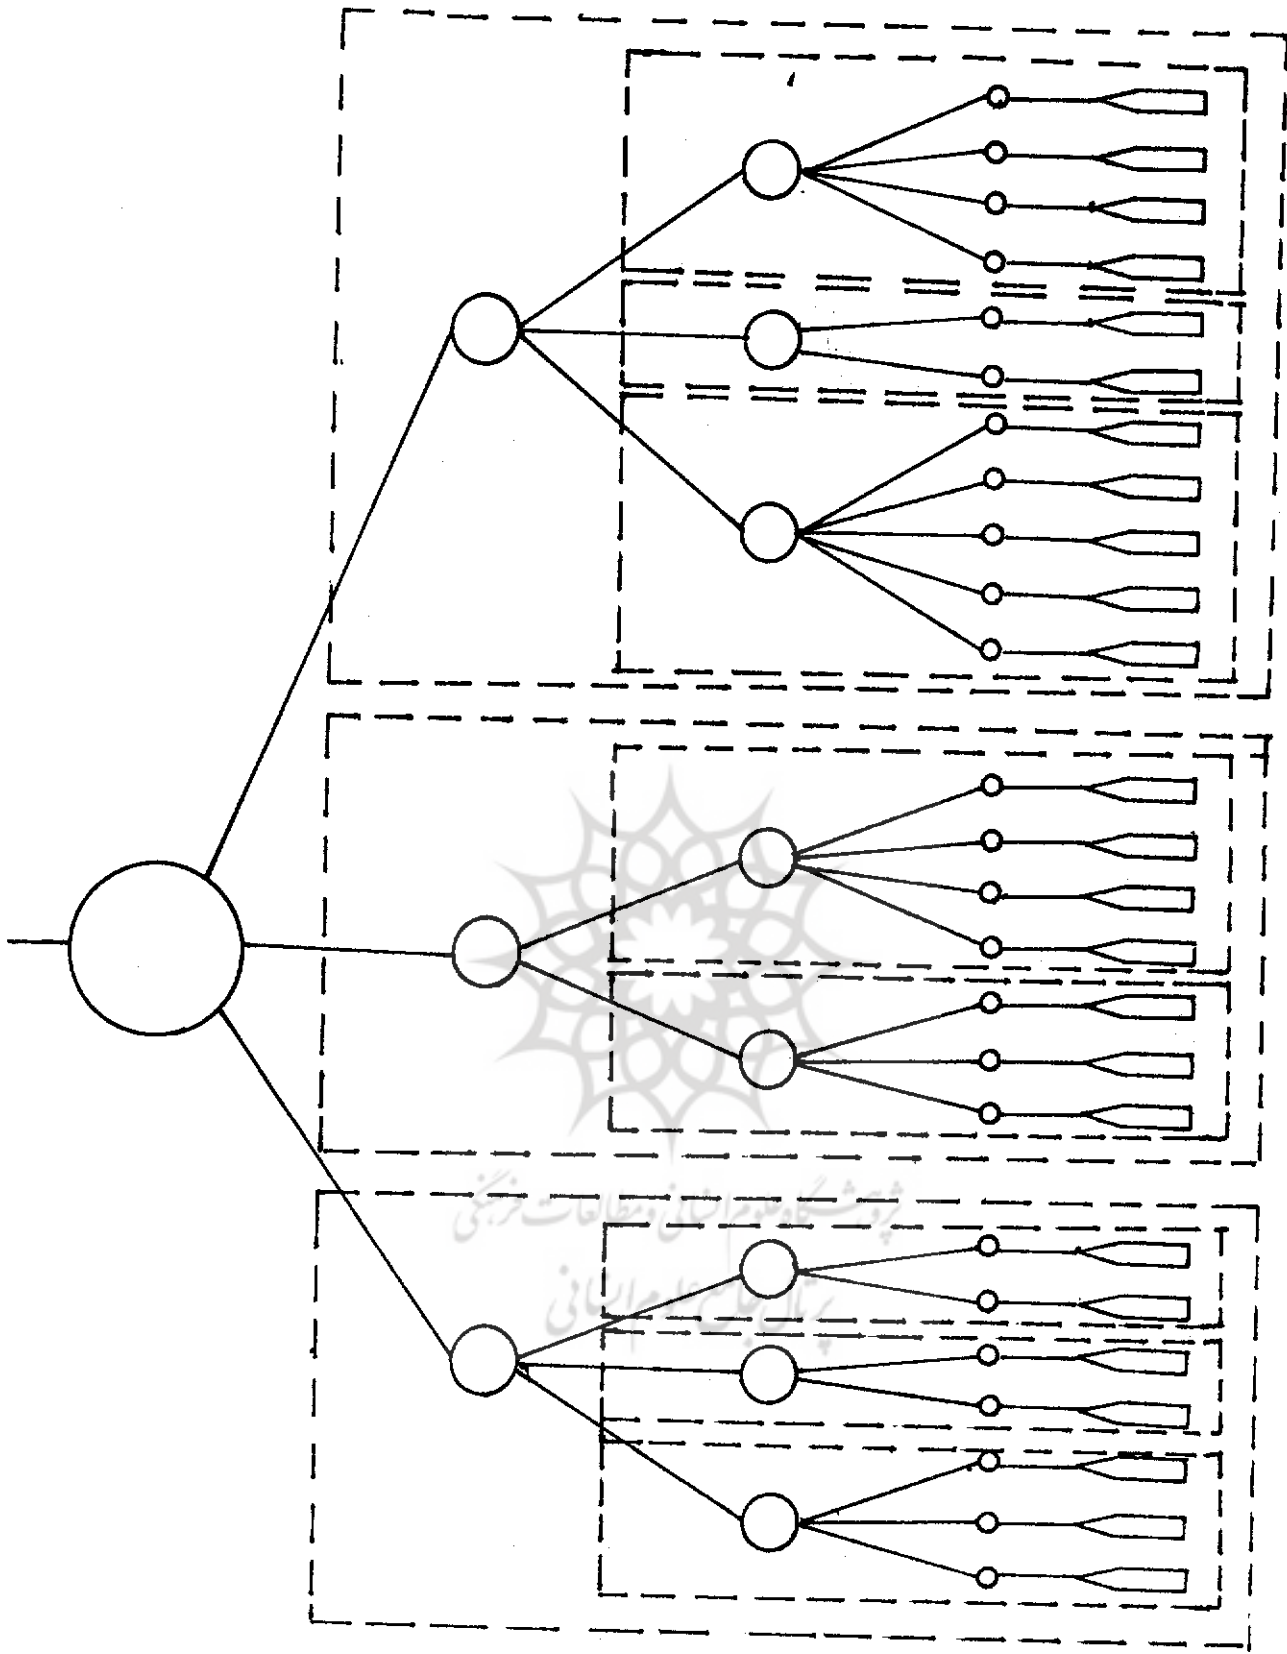 پژوهشگاه علوم انسانی و مطالعات فرهنگی
پرتال جامع علوم انسانی